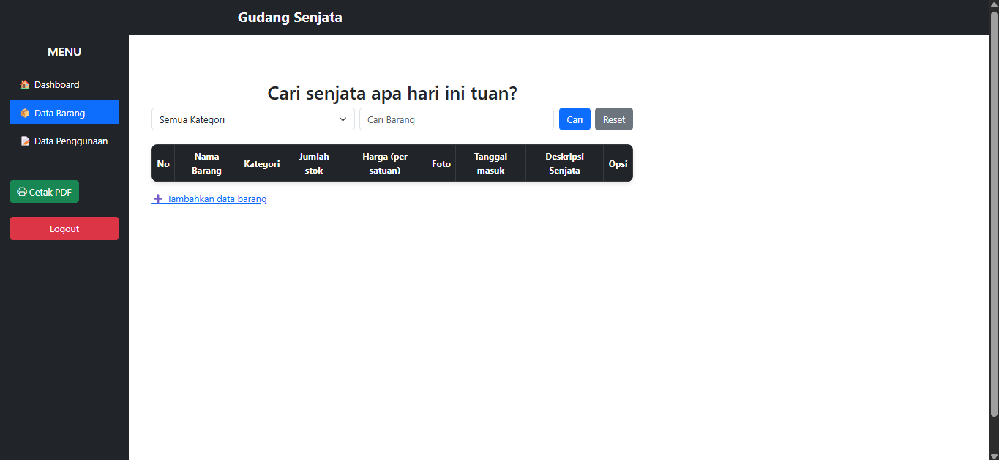 Gudang Senjata
MENU
Dashboard
Data Barang
Data Penggunaan
Cetak PDF
Logout
Cari senjata apa hari ini tuan?
Semua Kategori
Cari Barang
Cari
Reset
No
Nama
Barang
Kategori
Jumlah
stok
Harga (per
satuan)
Foto
Tanggal
masuk
Deskripsi
Senjata
Opsi
Tambahkan data barang